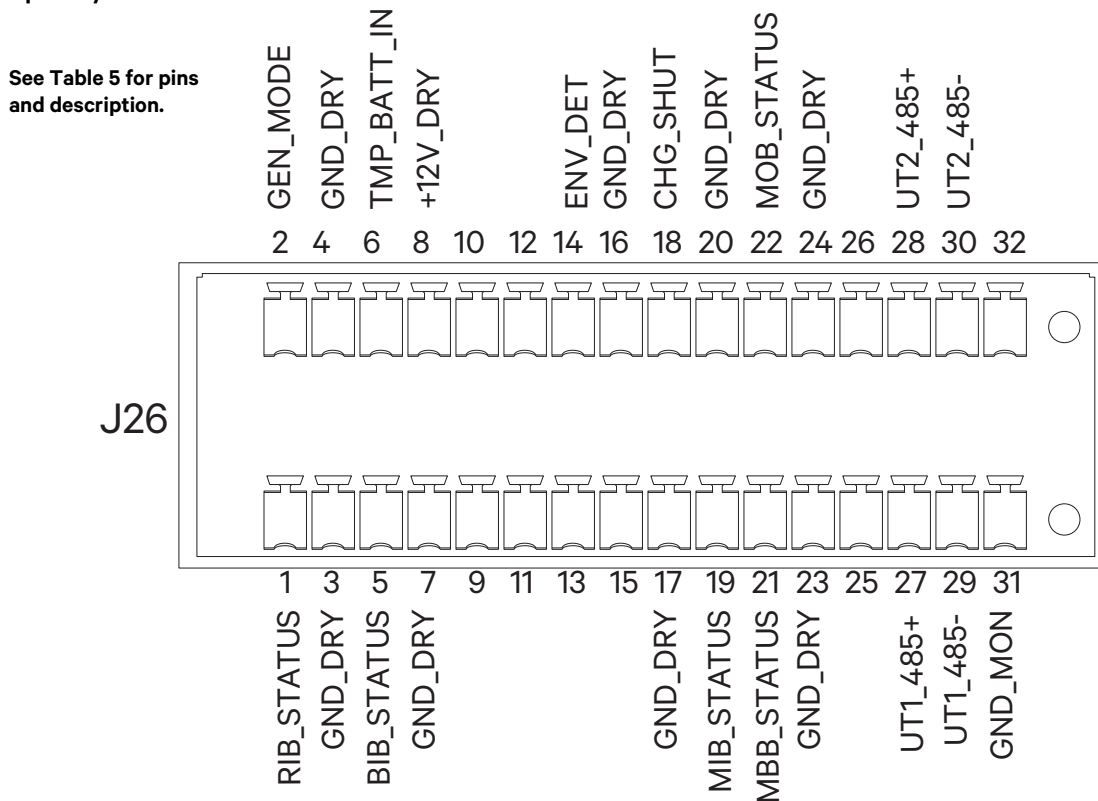 See Table 5 for pins
and description.
GEN_MODE
GND_DRY
TMP_BATT_IN
+12V_DRY
ENV_DET
GND_DRY
CHG_SHUT
GND_DRY
MOB_STATUS
GND_DRY
UT2_485+
UT2_485-
2 4 6 8 10 12 14 16 18 20 22 24 26 28 30 32
J26
1 3 5 7 9 11 13 15 17 19 21 23 25 27 29 31
RIB_STATUS
GND_DRY
BIB_STATUS
GND_DRY
GND_DRY
MIB_STATUS
MBB_STATUS
GND_DRY
UT1_485+
UT1_485-
GND_MON